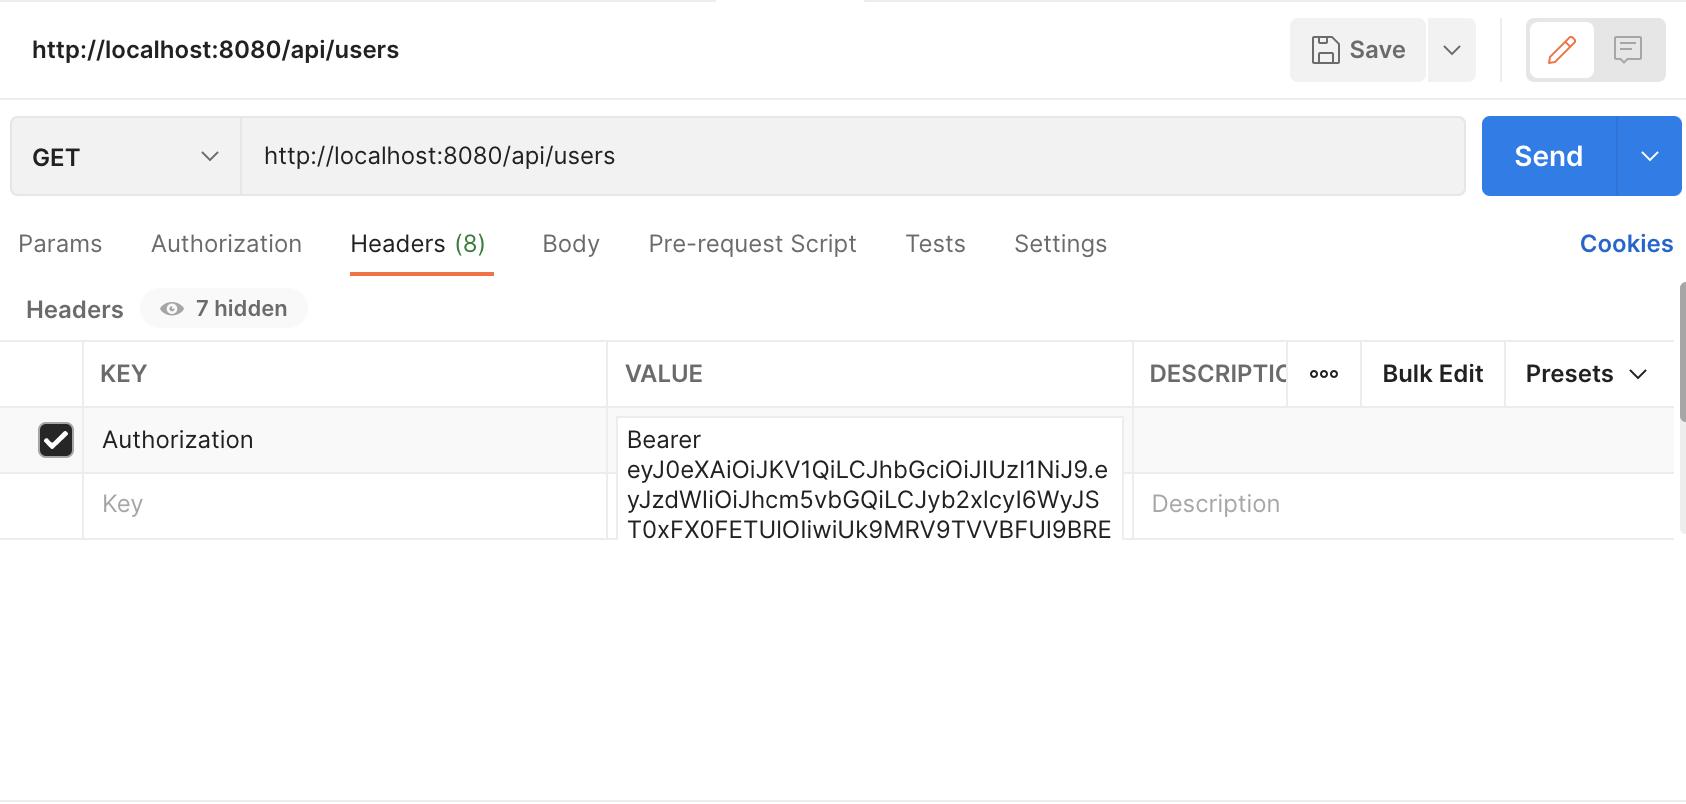 http://localhost:8080/api/users
Save
GET
http://localhost:8080/api/users
Send
Params Authorization Headers (8) Body Pre-request Script Tests Settings Cookies
Headers 7 hidden
KEY VALUE DESCRIPTIC ooo Bulk Edit Presets
Authorization
Bearer
eyJ0eXAiOiJKV1QiLCJhbGciOiJIUzI1NiJ9.e
yJzdWIiOiJhcm5vbGQiLCJyb2xlcyI6WyJS
T0xFX0FETUlOIiwiUk9MRV9TVVBFUl9BRE
Key
Description